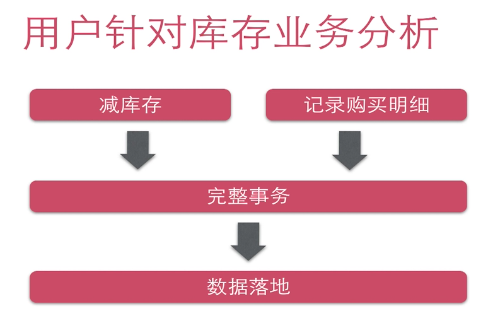 用户针对库存业务分析
减库存
记录购买明细
完整事务
数据落地